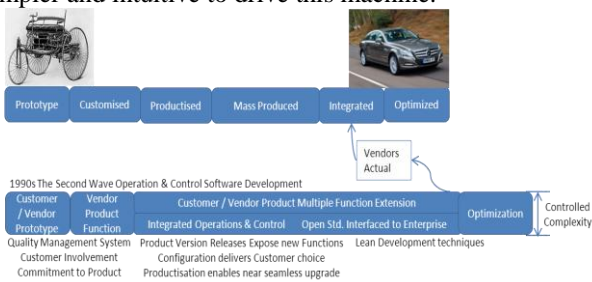 simpler and intuitive to drive this machine.
Prototype Customised Productised Mass Produced Integrated Optimized
Vendors
Actual
1990s The Second Wave Operation & Control Software Development
Customer
/ Vendor
Prototype
Vendor
Product
Function
Customer / Vendor Product Multiple Function Extension
Integrated Operations & Control Open Std. Interfaced to Enterprise
Optimization
Controlled
Complexity
Quality Management System
Customer Involvement
Commitment to Product
Product Version Releases Expose new Functions
Configuration delivers Customer choice
Productisation enables near seamless upgrade
Lean Development techniques